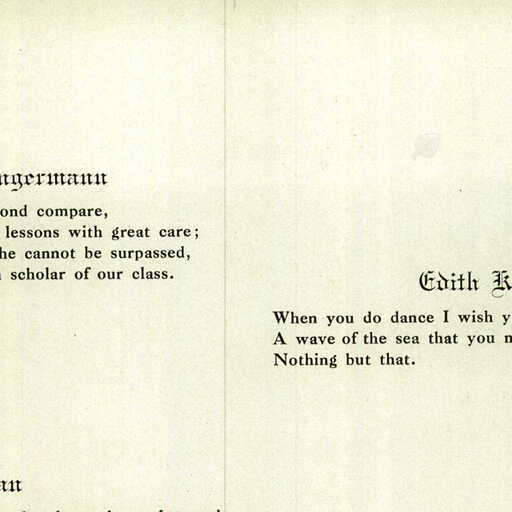 ngermann
ond compare,
lessons with great care;
he cannot be surpassed,
scholar of our class.
an
Edith K
When you do dance I wish y
A wave of the sea that you m
Nothing but that.